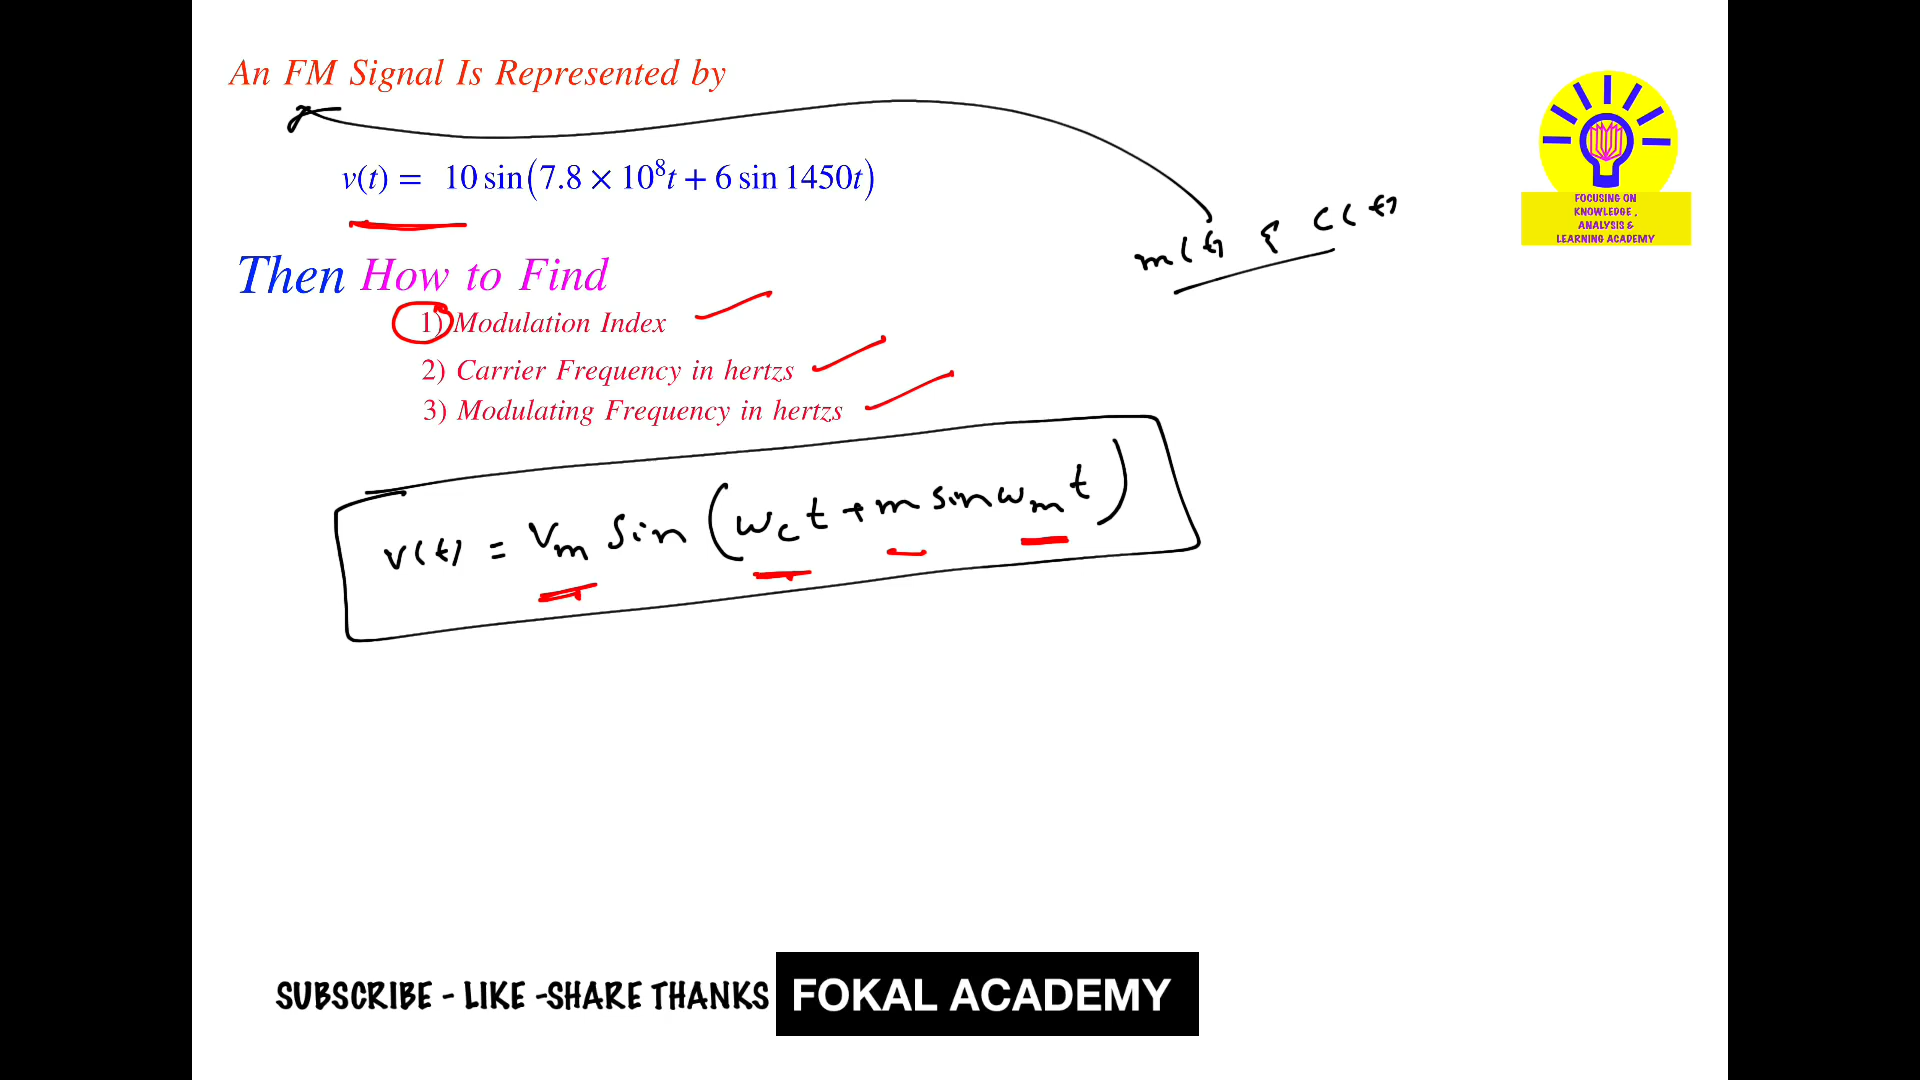 An FM Signal Is Represented by
v(t) = 10 sin(7.8 × 10⁸t + 6 sin 1450t)
m(t) & c(t)
FOCUSING ON
KNOWLEDGE ,
ANALYSIS &
LEARNING ACADEMY
Then How to Find
1) Modulation Index
2) Carrier Frequency in hertzs
3) Modulating Frequency in hertzs
v(t) = Vm Sin (ωc t + m sin ωm t)
SUBSCRIBE - LIKE -SHARE THANKS FOKAL ACADEMY